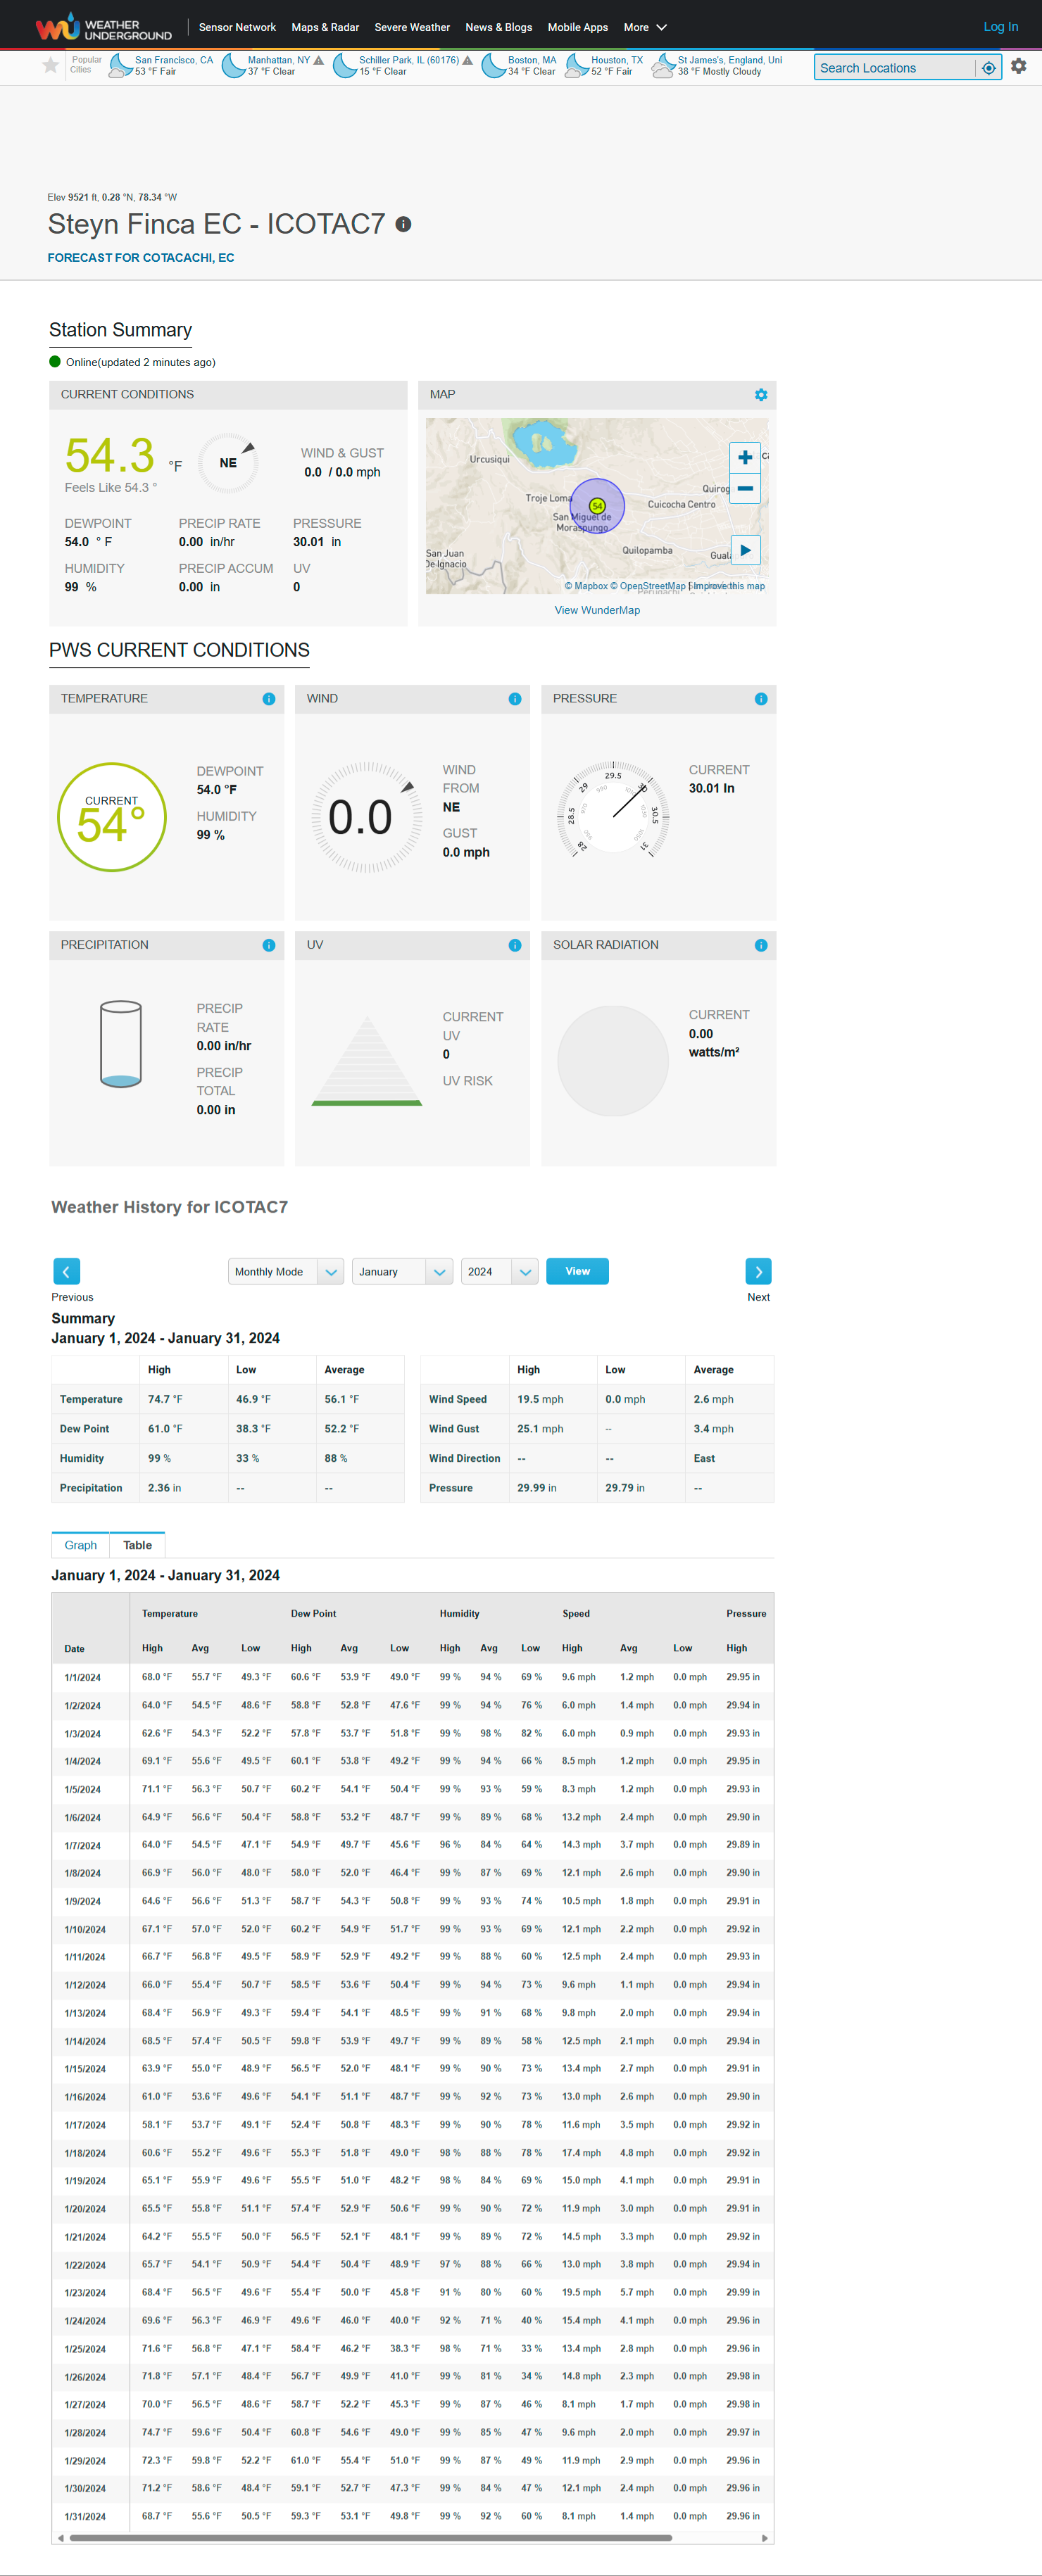 WEATHER UNDERGROUND
Sensor Network Maps & Radar Severe Weather News & Blogs Mobile Apps More Log In
Popular Cities
San Francisco, CA 53 °F Fair
Manhattan, NY 37 °F Clear
Schiller Park, IL (60176) 15 °F Clear
Boston, MA 34 °F Clear
Houston, TX 52 °F Fair
St James's, England, Uni 38 °F Mostly Cloudy
Search Locations
Elev 9521 ft, 0.28 °N, 78.34 °W
Steyn Finca EC - ICOTAC7
FORECAST FOR COTACACHI, EC
Station Summary
Online(updated 2 minutes ago)
CURRENT CONDITIONS
54.3 °F
Feels Like 54.3 °
NE
WIND & GUST
0.0 / 0.0 mph
DEWPOINT PRECIP RATE PRESSURE
54.0 ° F 0.00 in/hr 30.01 in
HUMIDITY PRECIP ACCUM UV
99 % 0.00 in 0
MAP
Urcusiqui
Troje Loma
Quirog
Cuicocha Centro
54
San Miguel de Moraspungo
Quilopamba
San Juan De Ignacio
© Mapbox © OpenStreetMap | Improve this map
View WunderMap
PWS CURRENT CONDITIONS
TEMPERATURE
CURRENT
54°
DEWPOINT
54.0 °F
HUMIDITY
99 %
WIND
0.0
WIND
FROM
NE
GUST
0.0 mph
PRESSURE
28 28.5 29 29.5 30 30.5 31
CURRENT
30.01 In
PRECIPITATION
PRECIP
RATE
0.00 in/hr
PRECIP
TOTAL
0.00 in
UV
CURRENT
UV
0
UV RISK
SOLAR RADIATION
CURRENT
0.00
watts/m²
Weather History for ICOTAC7
Monthly Mode January 2024 View
Previous Next
Summary
January 1, 2024 - January 31, 2024
High Low Average
Temperature 74.7 °F 46.9 °F 56.1 °F
Dew Point 61.0 °F 38.3 °F 52.2 °F
Humidity 99 % 33 % 88 %
Precipitation 2.36 in -- --
High Low Average
Wind Speed 19.5 mph 0.0 mph 2.6 mph
Wind Gust 25.1 mph -- 3.4 mph
Wind Direction -- -- East
Pressure 29.99 in 29.79 in --
Graph Table
January 1, 2024 - January 31, 2024
Temperature Dew Point Humidity Speed Pressure
Date High Avg Low High Avg Low High Avg Low High Avg Low High
1/1/2024 68.0 °F 55.7 °F 49.3 °F 60.6 °F 53.9 °F 49.0 °F 99 % 94 % 69 % 9.6 mph 1.2 mph 0.0 mph 29.95 in
1/2/2024 64.0 °F 54.5 °F 48.6 °F 58.8 °F 52.8 °F 47.6 °F 99 % 94 % 76 % 6.0 mph 1.4 mph 0.0 mph 29.94 in
1/3/2024 62.6 °F 54.3 °F 52.2 °F 57.8 °F 53.7 °F 51.8 °F 99 % 98 % 82 % 6.0 mph 0.9 mph 0.0 mph 29.93 in
1/4/2024 69.1 °F 55.6 °F 49.5 °F 60.1 °F 53.8 °F 49.2 °F 99 % 94 % 66 % 8.5 mph 1.2 mph 0.0 mph 29.95 in
1/5/2024 71.1 °F 56.3 °F 50.7 °F 60.2 °F 54.1 °F 50.4 °F 99 % 93 % 59 % 8.3 mph 1.2 mph 0.0 mph 29.93 in
1/6/2024 64.9 °F 56.6 °F 50.4 °F 58.8 °F 53.2 °F 48.7 °F 99 % 89 % 68 % 13.2 mph 2.4 mph 0.0 mph 29.90 in
1/7/2024 64.0 °F 54.5 °F 47.1 °F 54.9 °F 49.7 °F 45.6 °F 96 % 84 % 64 % 14.3 mph 3.7 mph 0.0 mph 29.89 in
1/8/2024 66.9 °F 56.0 °F 48.0 °F 58.0 °F 52.0 °F 46.4 °F 99 % 87 % 69 % 12.1 mph 2.6 mph 0.0 mph 29.90 in
1/9/2024 64.6 °F 56.6 °F 51.3 °F 58.7 °F 54.3 °F 50.8 °F 99 % 93 % 74 % 10.5 mph 1.8 mph 0.0 mph 29.91 in
1/10/2024 67.1 °F 57.0 °F 52.0 °F 60.2 °F 54.9 °F 51.7 °F 99 % 93 % 69 % 12.1 mph 2.2 mph 0.0 mph 29.92 in
1/11/2024 66.7 °F 56.8 °F 49.5 °F 58.9 °F 52.9 °F 49.2 °F 99 % 88 % 60 % 12.5 mph 2.4 mph 0.0 mph 29.93 in
1/12/2024 66.0 °F 55.4 °F 50.7 °F 58.5 °F 53.6 °F 50.4 °F 99 % 94 % 73 % 9.6 mph 1.1 mph 0.0 mph 29.94 in
1/13/2024 68.4 °F 56.9 °F 49.3 °F 59.4 °F 54.1 °F 48.5 °F 99 % 91 % 68 % 9.8 mph 2.0 mph 0.0 mph 29.94 in
1/14/2024 68.5 °F 57.4 °F 50.5 °F 59.8 °F 53.9 °F 49.7 °F 99 % 89 % 58 % 12.5 mph 2.1 mph 0.0 mph 29.94 in
1/15/2024 63.9 °F 55.0 °F 48.9 °F 56.5 °F 52.0 °F 48.1 °F 99 % 90 % 73 % 13.4 mph 2.7 mph 0.0 mph 29.91 in
1/16/2024 61.0 °F 53.6 °F 49.6 °F 54.1 °F 51.1 °F 48.7 °F 99 % 92 % 73 % 13.0 mph 2.6 mph 0.0 mph 29.90 in
1/17/2024 58.1 °F 53.7 °F 49.1 °F 52.4 °F 50.8 °F 48.3 °F 99 % 90 % 78 % 11.6 mph 3.5 mph 0.0 mph 29.92 in
1/18/2024 60.6 °F 55.2 °F 49.6 °F 55.3 °F 51.8 °F 49.0 °F 98 % 88 % 78 % 17.4 mph 4.8 mph 0.0 mph 29.92 in
1/19/2024 65.1 °F 55.9 °F 49.6 °F 55.5 °F 51.0 °F 48.2 °F 98 % 84 % 69 % 15.0 mph 4.1 mph 0.0 mph 29.91 in
1/20/2024 65.5 °F 55.8 °F 51.1 °F 57.4 °F 52.9 °F 50.6 °F 99 % 90 % 72 % 11.9 mph 3.0 mph 0.0 mph 29.91 in
1/21/2024 64.2 °F 55.5 °F 50.0 °F 56.5 °F 52.1 °F 48.1 °F 99 % 89 % 72 % 14.5 mph 3.3 mph 0.0 mph 29.92 in
1/22/2024 65.7 °F 54.1 °F 50.9 °F 54.4 °F 50.4 °F 48.9 °F 97 % 88 % 66 % 13.0 mph 3.8 mph 0.0 mph 29.94 in
1/23/2024 68.4 °F 56.5 °F 49.6 °F 55.4 °F 50.0 °F 45.8 °F 91 % 80 % 60 % 19.5 mph 5.7 mph 0.0 mph 29.99 in
1/24/2024 69.6 °F 56.3 °F 46.9 °F 49.6 °F 46.0 °F 40.0 °F 92 % 71 % 40 % 15.4 mph 4.1 mph 0.0 mph 29.96 in
1/25/2024 71.6 °F 56.8 °F 47.1 °F 58.4 °F 46.2 °F 38.3 °F 98 % 71 % 33 % 13.4 mph 2.8 mph 0.0 mph 29.96 in
1/26/2024 71.8 °F 57.1 °F 48.4 °F 56.7 °F 49.9 °F 41.0 °F 99 % 81 % 34 % 14.8 mph 2.3 mph 0.0 mph 29.98 in
1/27/2024 70.0 °F 56.5 °F 48.6 °F 58.7 °F 52.2 °F 45.3 °F 99 % 87 % 46 % 8.1 mph 1.7 mph 0.0 mph 29.98 in
1/28/2024 74.7 °F 59.6 °F 50.4 °F 60.8 °F 54.6 °F 49.0 °F 99 % 85 % 47 % 9.6 mph 2.0 mph 0.0 mph 29.97 in
1/29/2024 72.3 °F 59.8 °F 52.2 °F 61.0 °F 55.4 °F 51.0 °F 99 % 87 % 49 % 11.9 mph 2.9 mph 0.0 mph 29.96 in
1/30/2024 71.2 °F 58.6 °F 48.4 °F 59.1 °F 52.7 °F 47.3 °F 99 % 84 % 47 % 12.1 mph 2.4 mph 0.0 mph 29.96 in
1/31/2024 68.7 °F 55.6 °F 50.5 °F 59.3 °F 53.1 °F 49.8 °F 99 % 92 % 60 % 8.1 mph 1.4 mph 0.0 mph 29.96 in